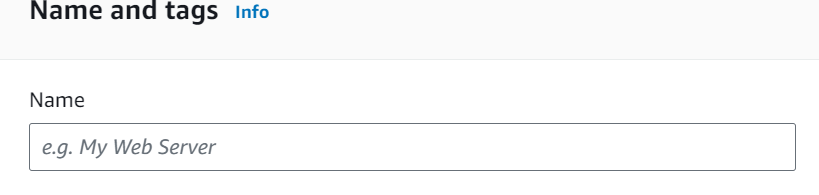 Name and tags Info
Name
e.g. My Web Server